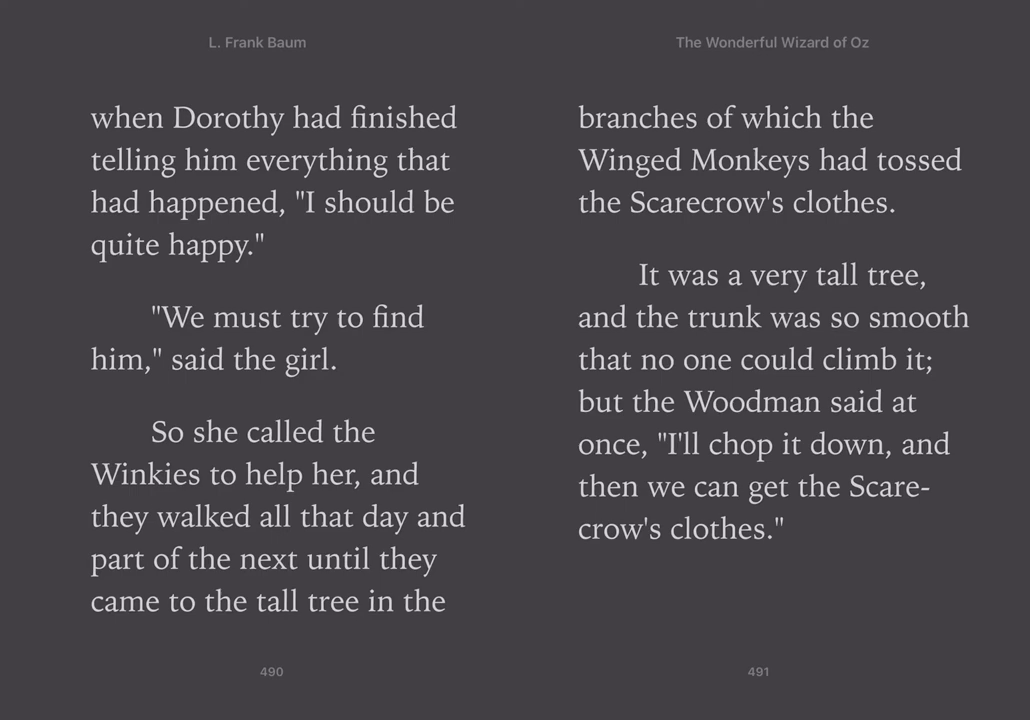 L. Frank Baum
when Dorothy had finished
telling him everything that
had happened, "I should be
quite happy."
"We must try to find
him," said the girl.
So she called the
Winkies to help her, and
they walked all that day and
part of the next until they
came to the tall tree in the
490
The Wonderful Wizard of Oz
branches of which the
Winged Monkeys had tossed
the Scarecrow's clothes.
It was a very tall tree,
and the trunk was so smooth
that no one could climb it;
but the Woodman said at
once, "I'll chop it down, and
then we can get the Scare-
crow's clothes."
491